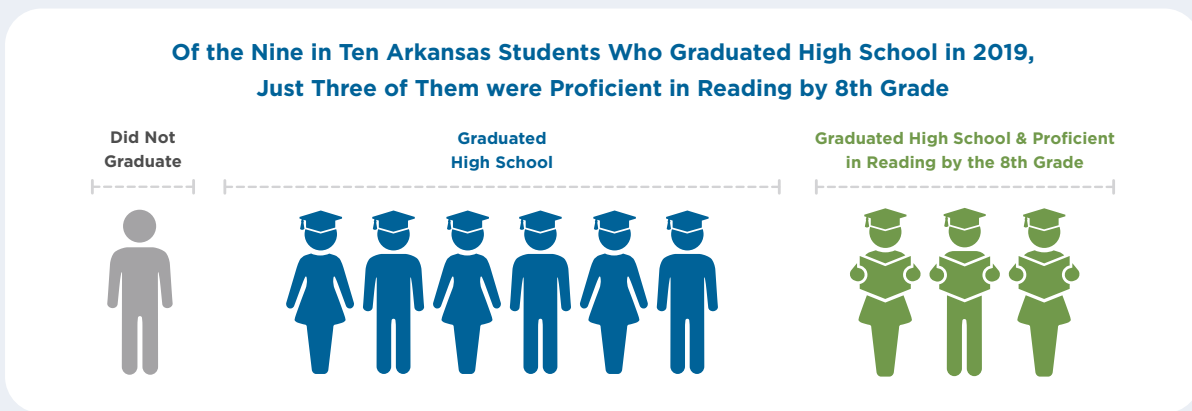 Of the Nine in Ten Arkansas Students Who Graduated High School in 2019,
Just Three of Them were Proficient in Reading by 8th Grade
Did Not
Graduate
Graduated
High School
Graduated High School & Proficient
in Reading by the 8th Grade